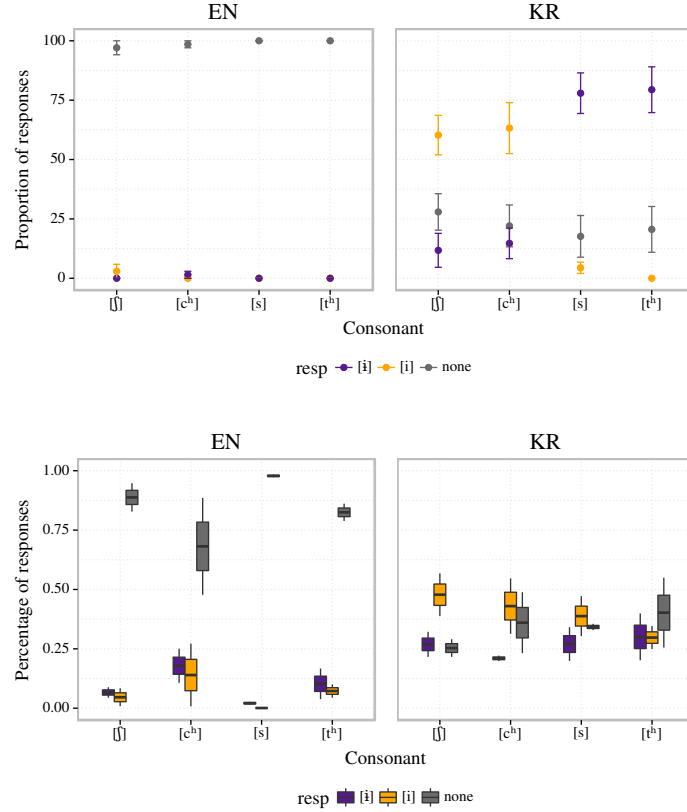 EN KR
100
75
50
25
0
Proportion of responses
[ʃ͡] [cʰ] [s] [tʰ] [ʃ͡] [cʰ] [s] [tʰ]
Consonant
resp [ɨ] [i] none
EN KR
1.00
0.75
0.50
0.25
0.00
Percentage of responses
[ʃ͡] [cʰ] [s] [tʰ] [ʃ͡] [cʰ] [s] [tʰ]
Consonant
resp [ɨ] [i] none